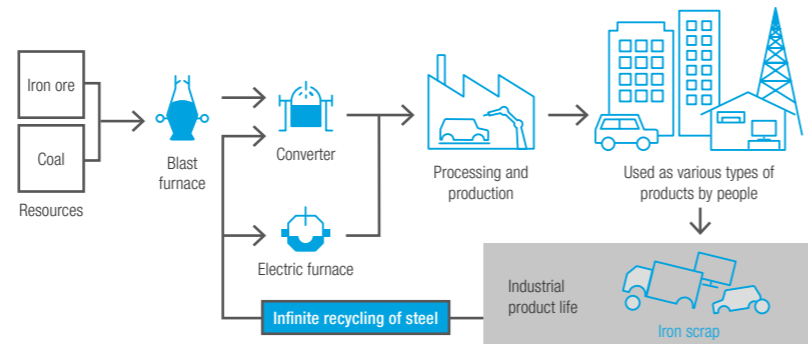 Iron ore
Coal
Resources
Blast
furnace
Converter
Electric furnace
Processing and
production
Used as various types of
products by people
Industrial
product life
Iron scrap
Infinite recycling of steel